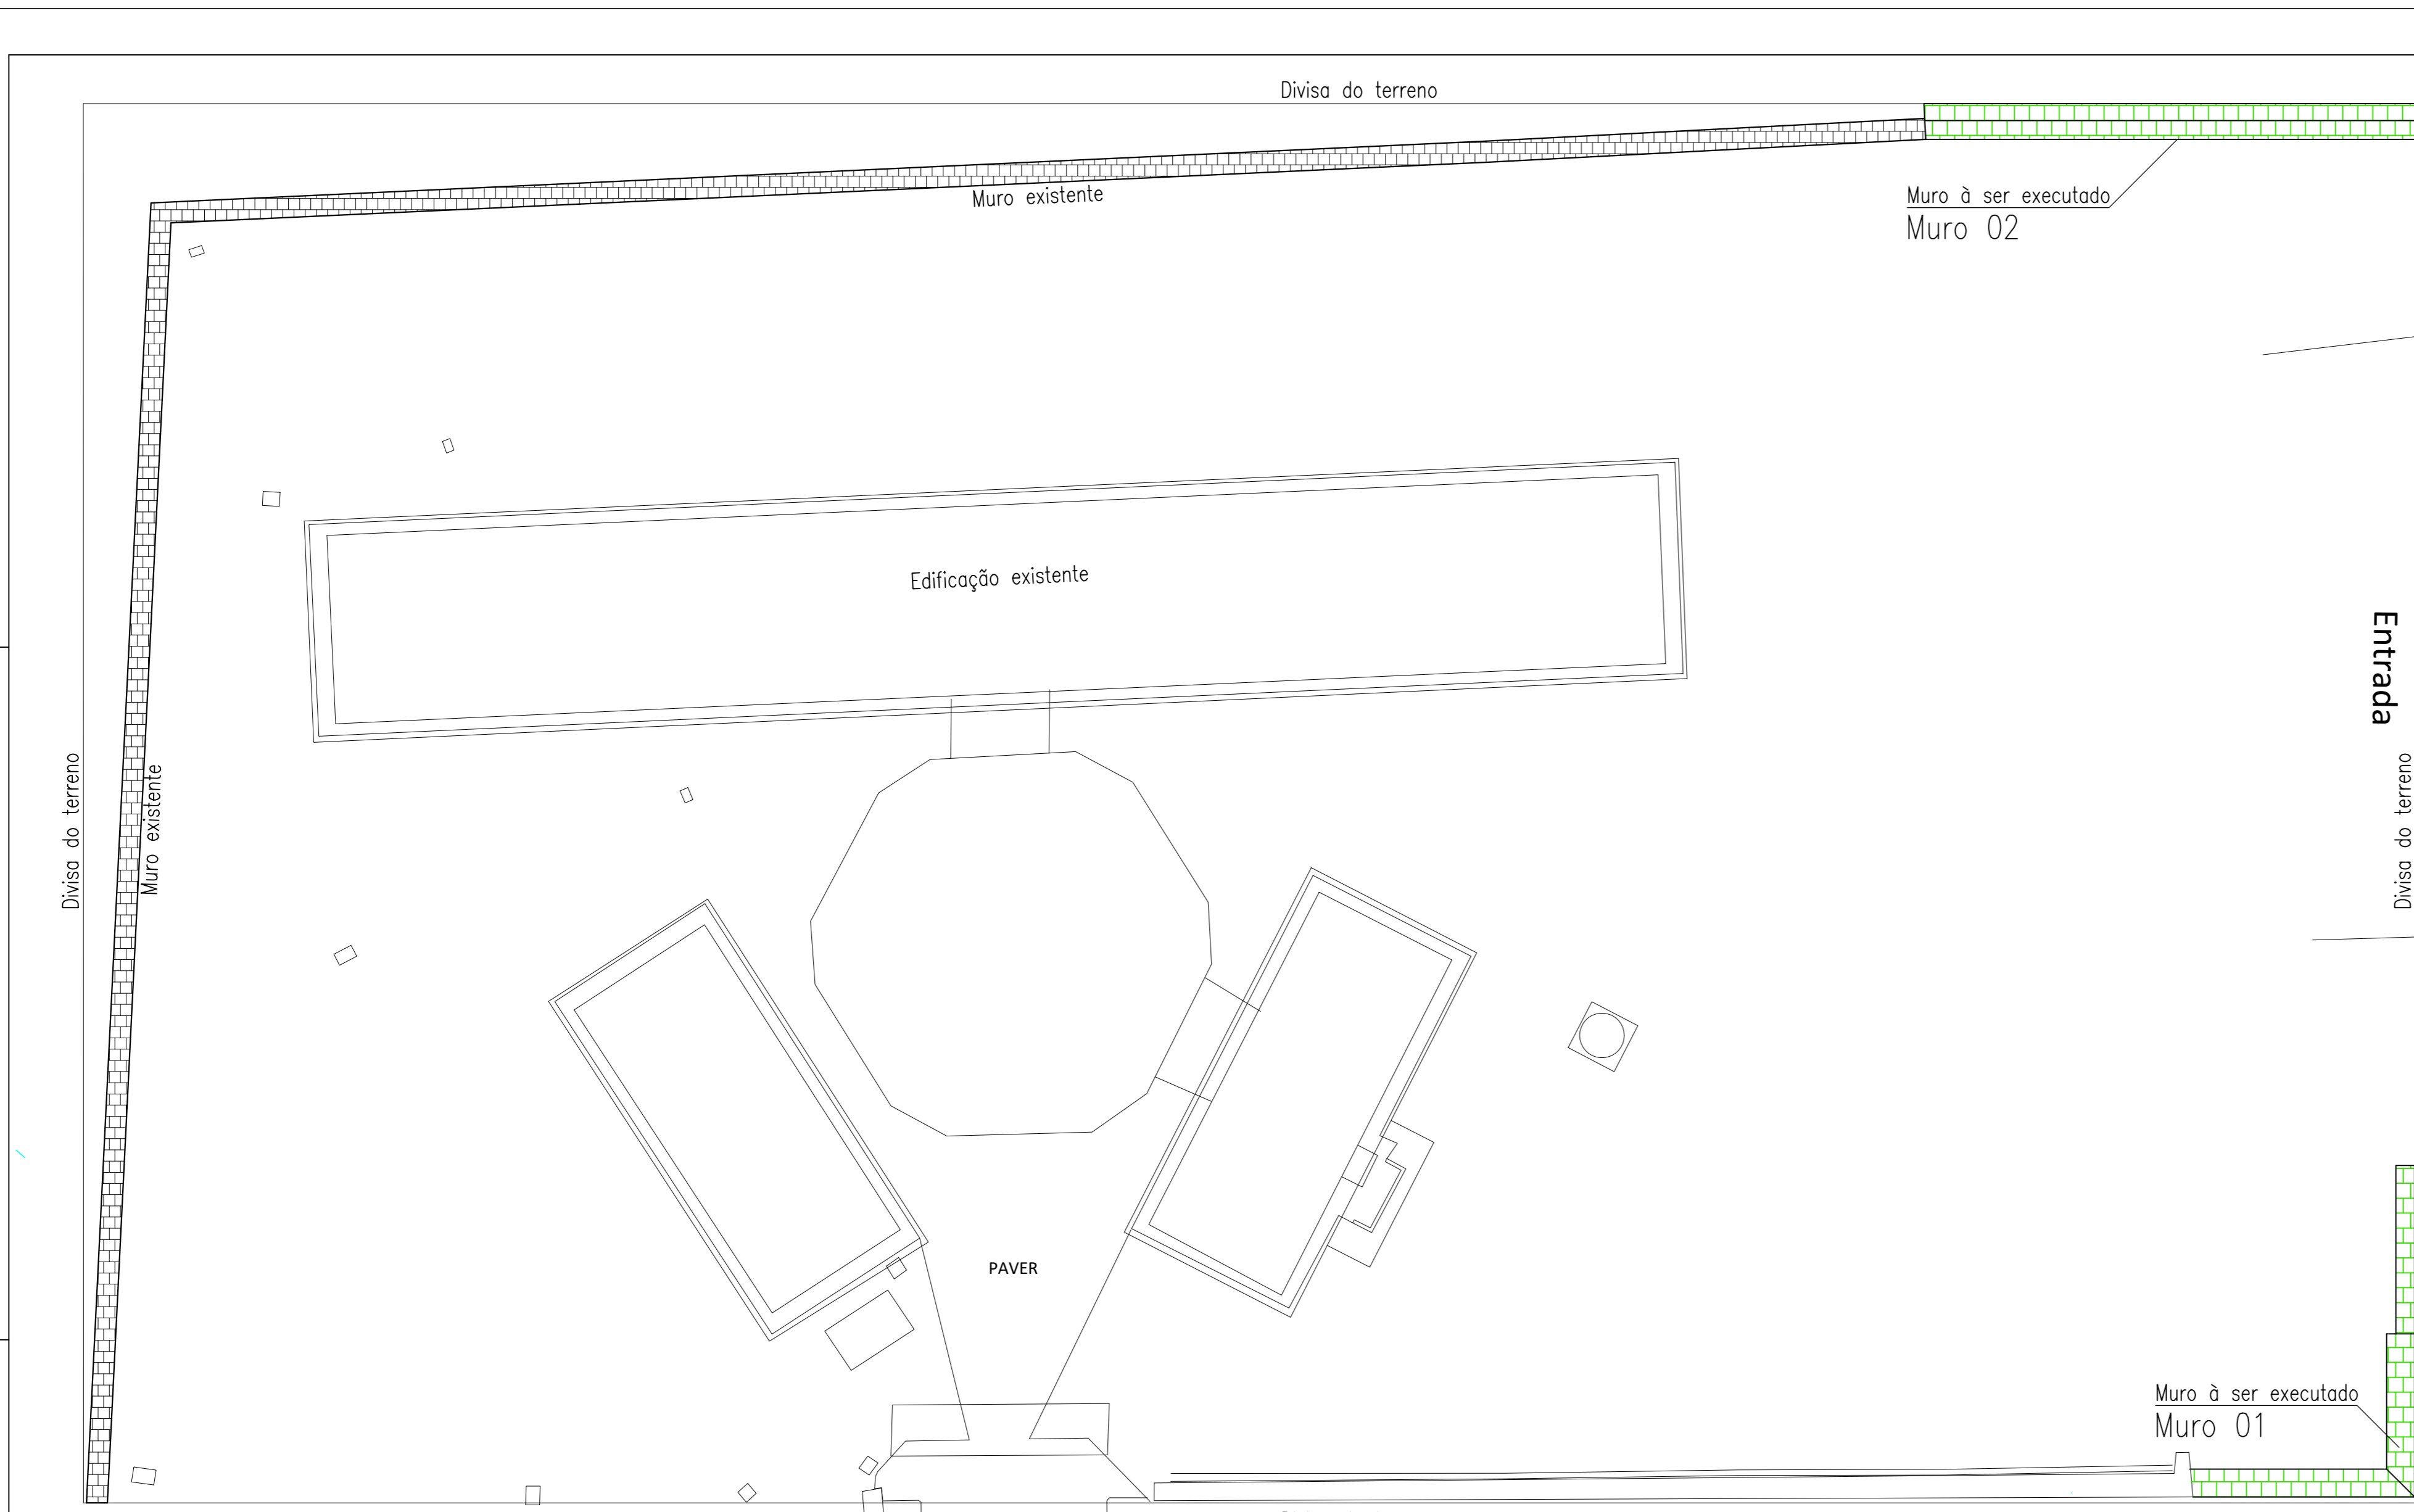 Divisa do terreno
Muro existente
Muro à ser executado
Muro 02
Edificação existente
Entrada
Divisa do terreno
Muro existente
Divisa do terreno
PAVER
Muro à ser executado
Muro 01